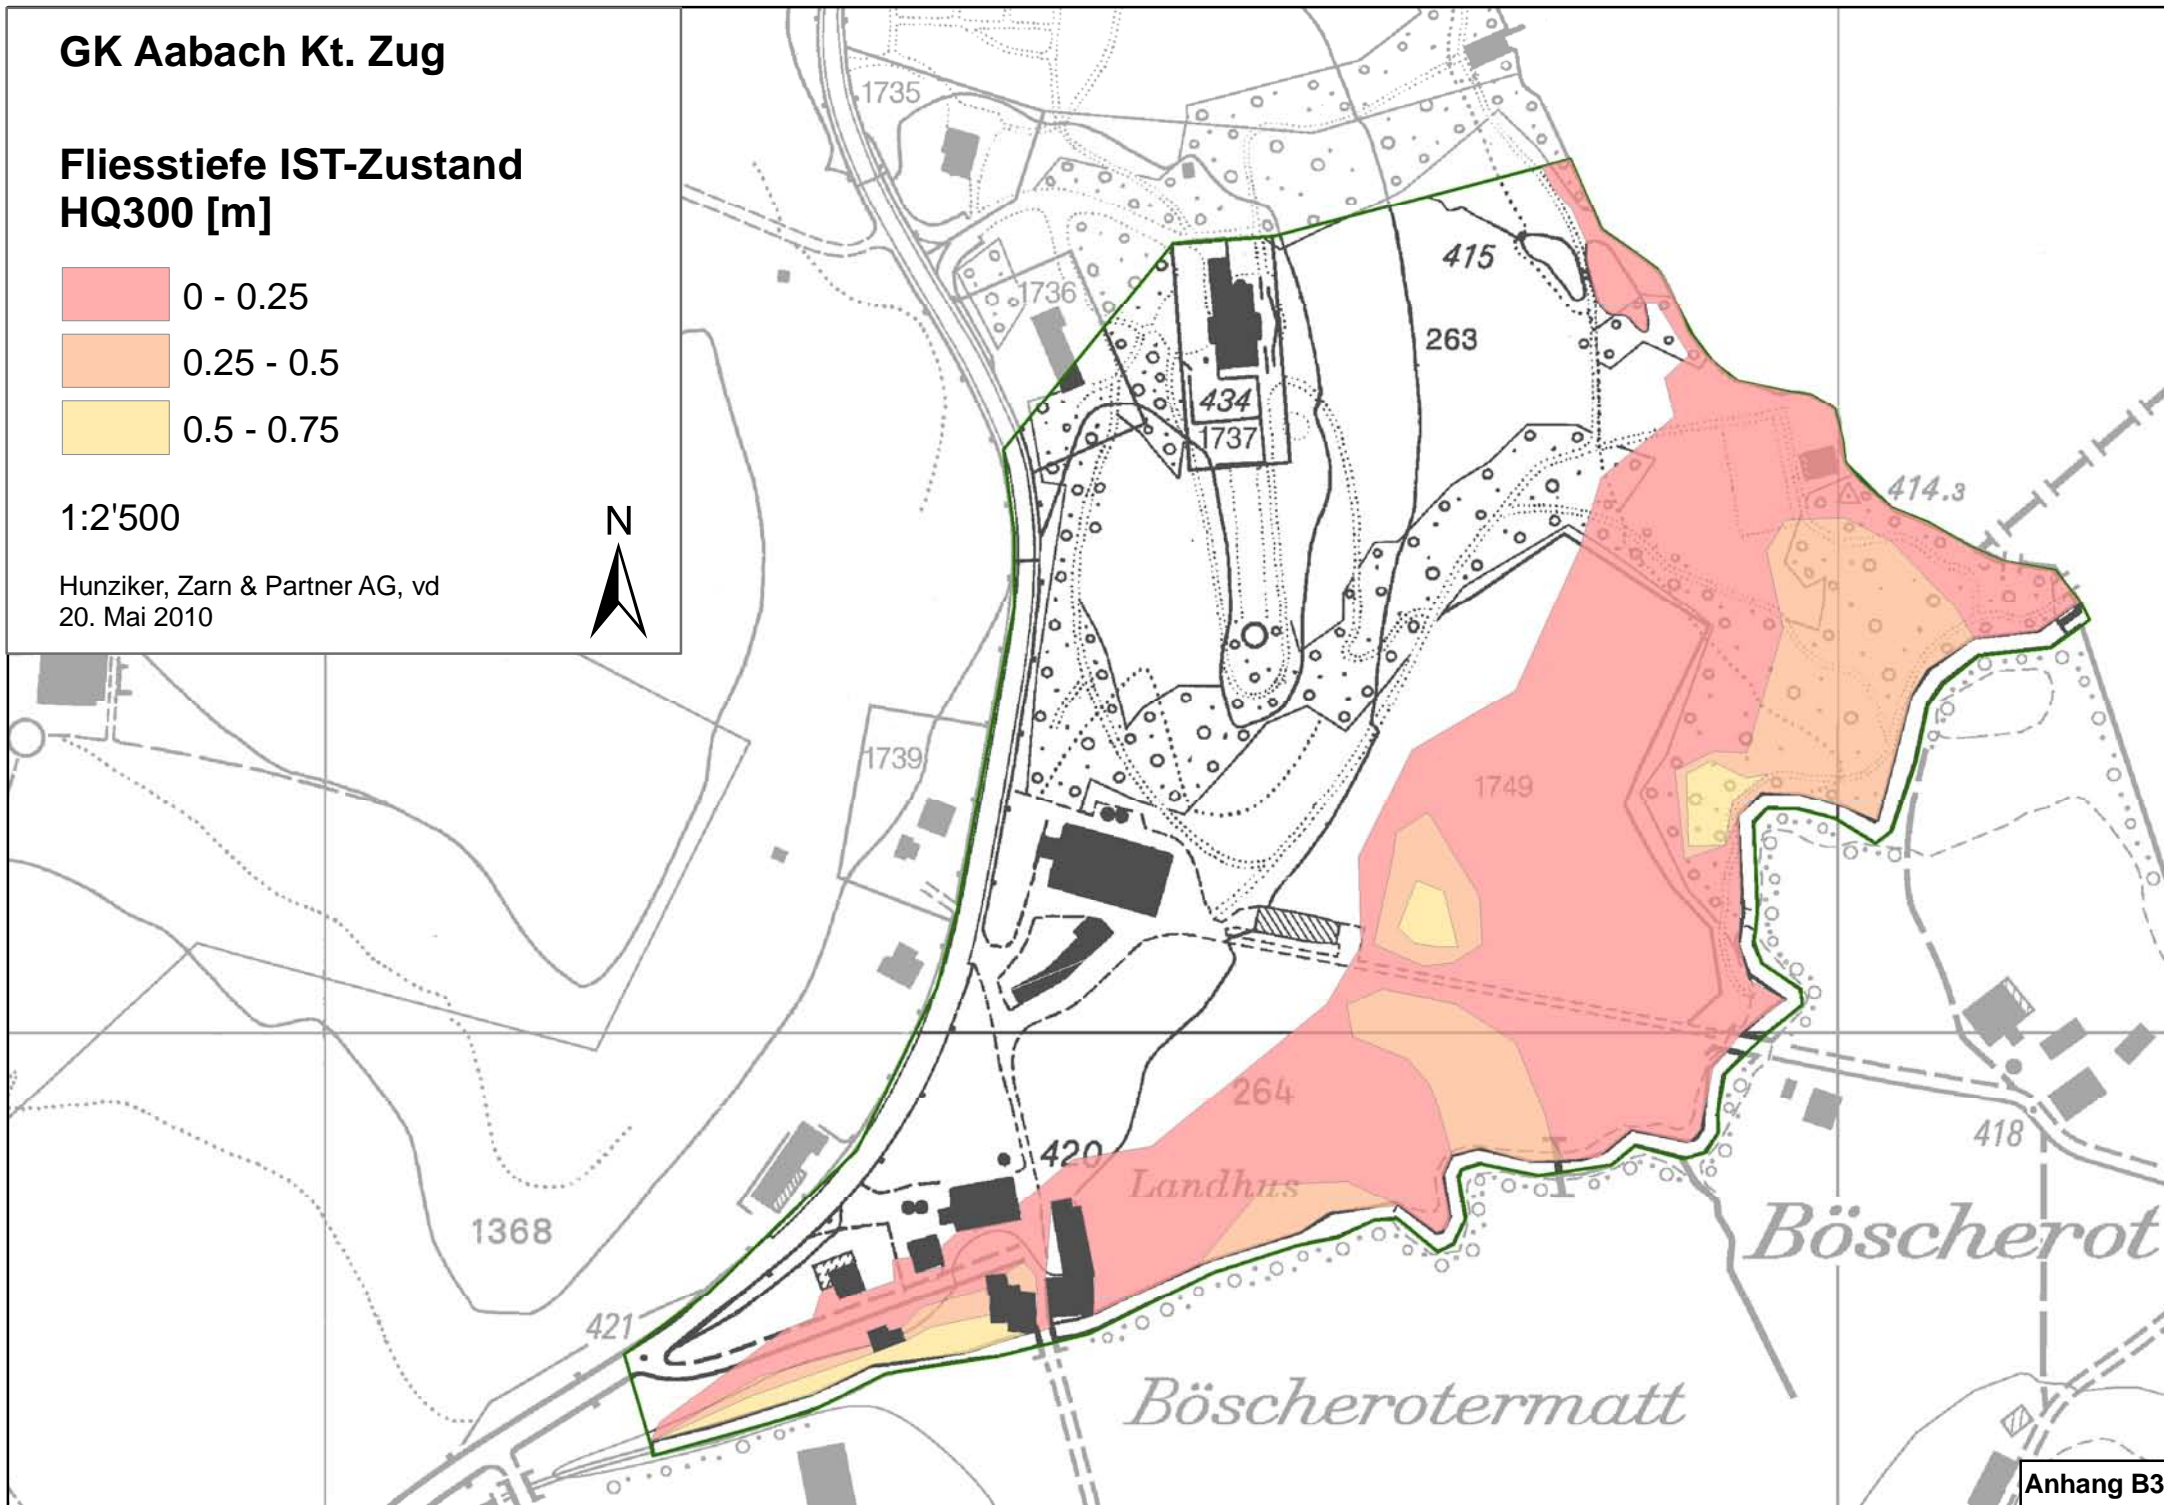 GK Aabach Kt. Zug
Fliesstiefe IST-Zustand
HQ300 [m]
0 - 0.25
0.25 - 0.5
0.5 - 0.75
1:2'500
N
Hunziker, Zarn & Partner AG, vd
20. Mai 2010
1735
1736
415
263
434
1737
414.3
1739
1749
264
420
Landhus
418
1368
Böscherot
421
Böscherotermatt
Anhang B3